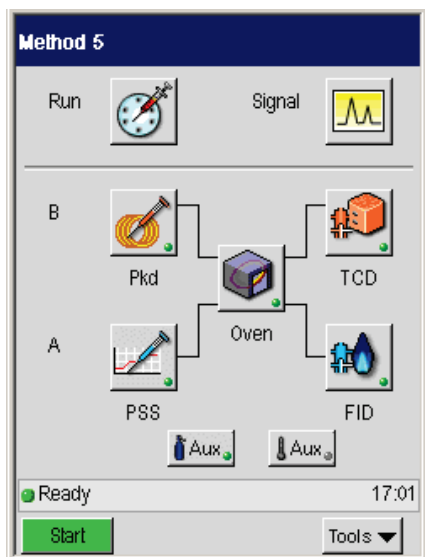 Method 5
Run Signal
B
Pkd TCD
Oven
A
PSS FID
Aux Aux
Ready 17:01
Start Tools